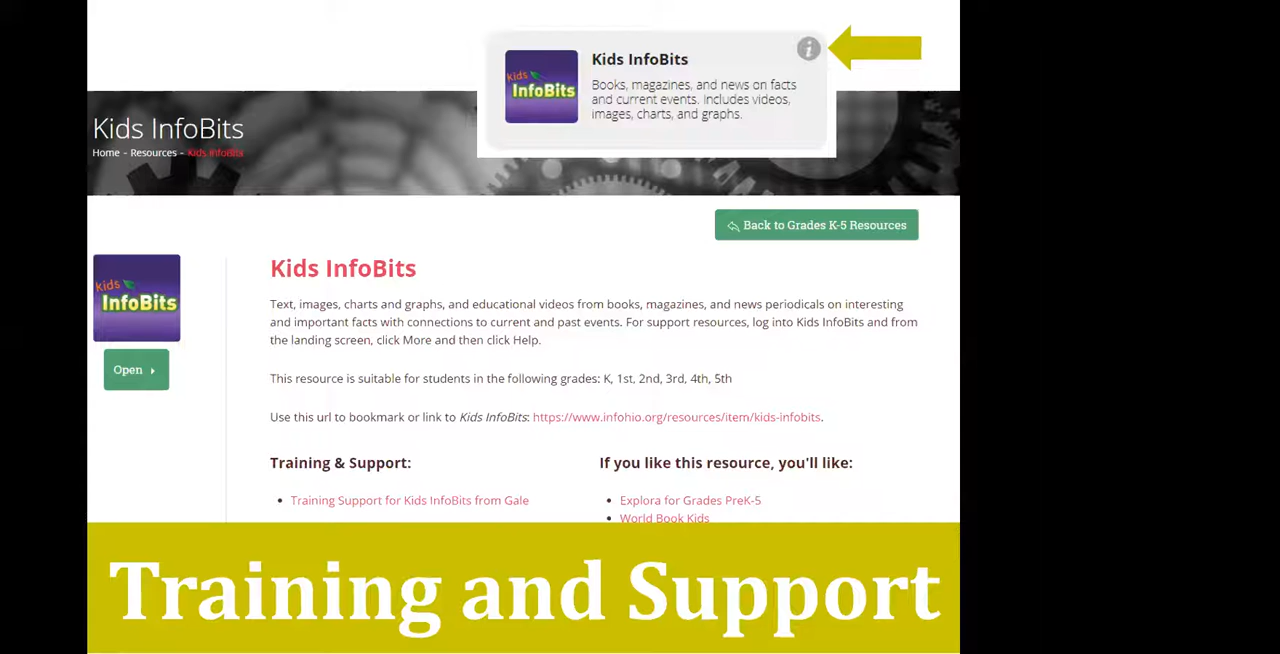 Kids InfoBits
kids
InfoBits
Books, magazines, and news on facts
and current events. Includes videos,
images, charts, and graphs.
Kids InfoBits
Home - Resources - Kids InfoBits
Back to Grades K-5 Resources
kids
InfoBits
Open
Kids InfoBits
Text, images, charts and graphs, and educational videos from books, magazines, and news periodicals on interesting
and important facts with connections to current and past events. For support resources, log into Kids InfoBits and from
the landing screen, click More and then click Help.
This resource is suitable for students in the following grades: K, 1st, 2nd, 3rd, 4th, 5th
Use this url to bookmark or link to Kids InfoBits: https://www.infohio.org/resources/item/kids-infobits.
Training & Support:
• Training Support for Kids InfoBits from Gale
If you like this resource, you'll like:
• Explora for Grades PreK-5
• World Book Kids
Training and Support